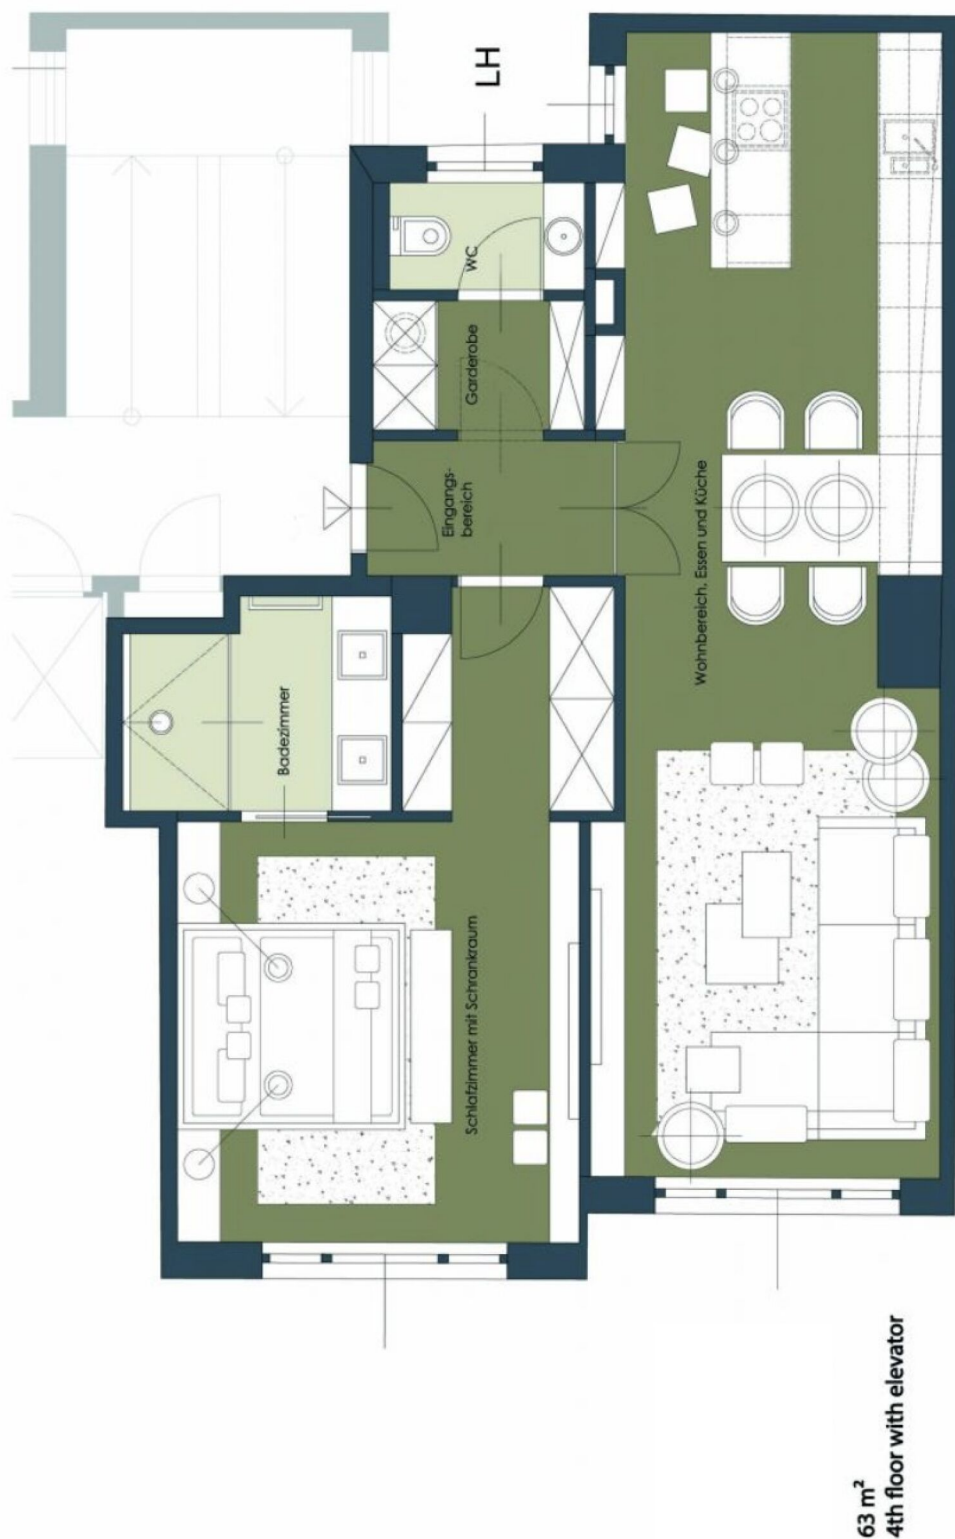 LH
WC
Garderobe
Eingangs-
bereich
Wohnbereich, Essen und Küche
Badezimmer
Schlafzimmer mit Schrankraum
63 m²
4th floor with elevator